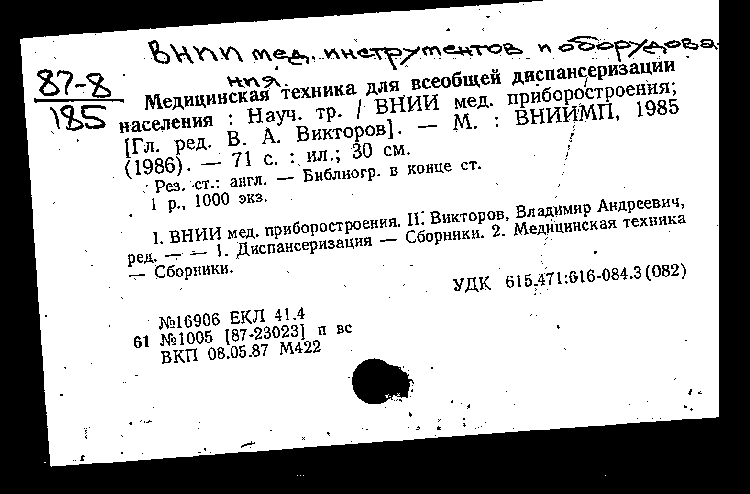 ВНИИ мед. инструментов и оборудова
ния.
87-8
185
Медицинская техника для всеобщей диспансеризации
населения : Науч. тр. / ВНИИ мед. приборостроения;
[Гл. ред. В. А. Викторов]. — М. : ВНИИМП, 1985
(1986). — 71 с. : ил.; 30 см.
Рез. ст.: англ. — Библиогр. в конце ст.
1 р., 1000 экз.
1. ВНИИ мед. приборостроения. II. Викторов, Владимир Андреевич,
ред. — — 1. Диспансеризация — Сборники. 2. Медицинская техника
— Сборники.
УДК 615.471:616-084.3(082)
№16906 ЕКЛ 41.4
61 №1005 [87-23023] п вс
ВКП 08.05.87 М422